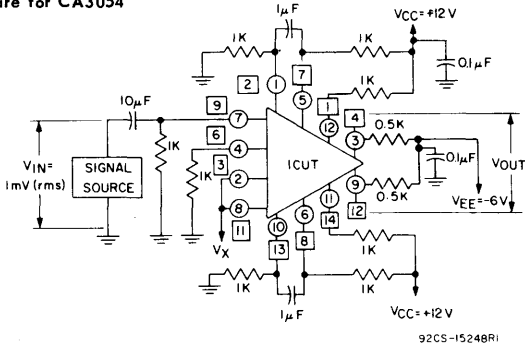 ire for CA3054
1µF
VCC=+12V
1K
1K
2
7
1
5
1K
0.1µF
10µF
9
7
1
12
4
3
0.5K
6
4
1K
VIN=
1mV(rms)
SIGNAL
SOURCE
1K
3
2
ICUT
0.1µF
VOUT
8
11
9
12
0.5K
VEE=-6V
VX
10
13
6
8
11
14
1K
1K
1K
1µF
VCC=+12V
92CS-15248R1